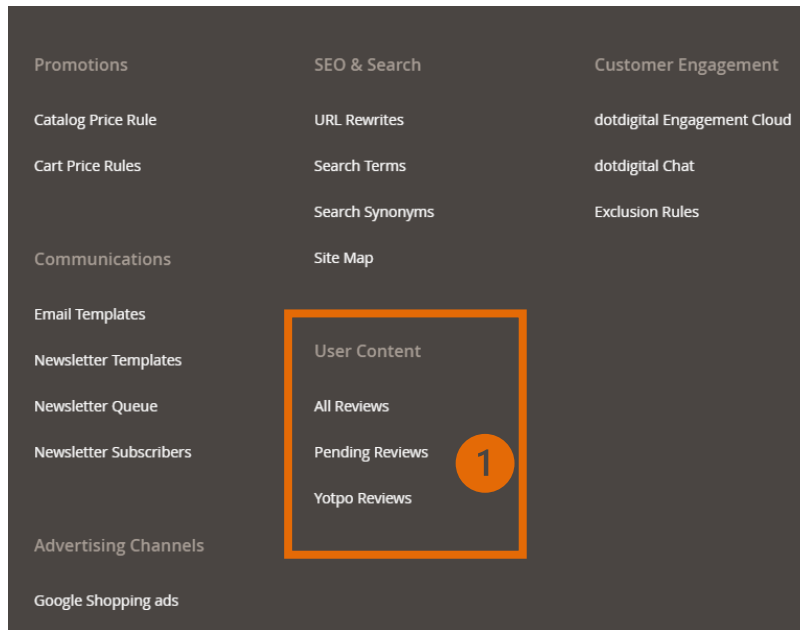 Promotions
Catalog Price Rule
Cart Price Rules
Communications
Email Templates
Newsletter Templates
Newsletter Queue
Newsletter Subscribers
Advertising Channels
Google Shopping ads
SEO & Search
URL Rewrites
Search Terms
Search Synonyms
Site Map
User Content
All Reviews
Pending Reviews
1
Yotpo Reviews
Customer Engagement
dotdigital Engagement Cloud
dotdigital Chat
Exclusion Rules